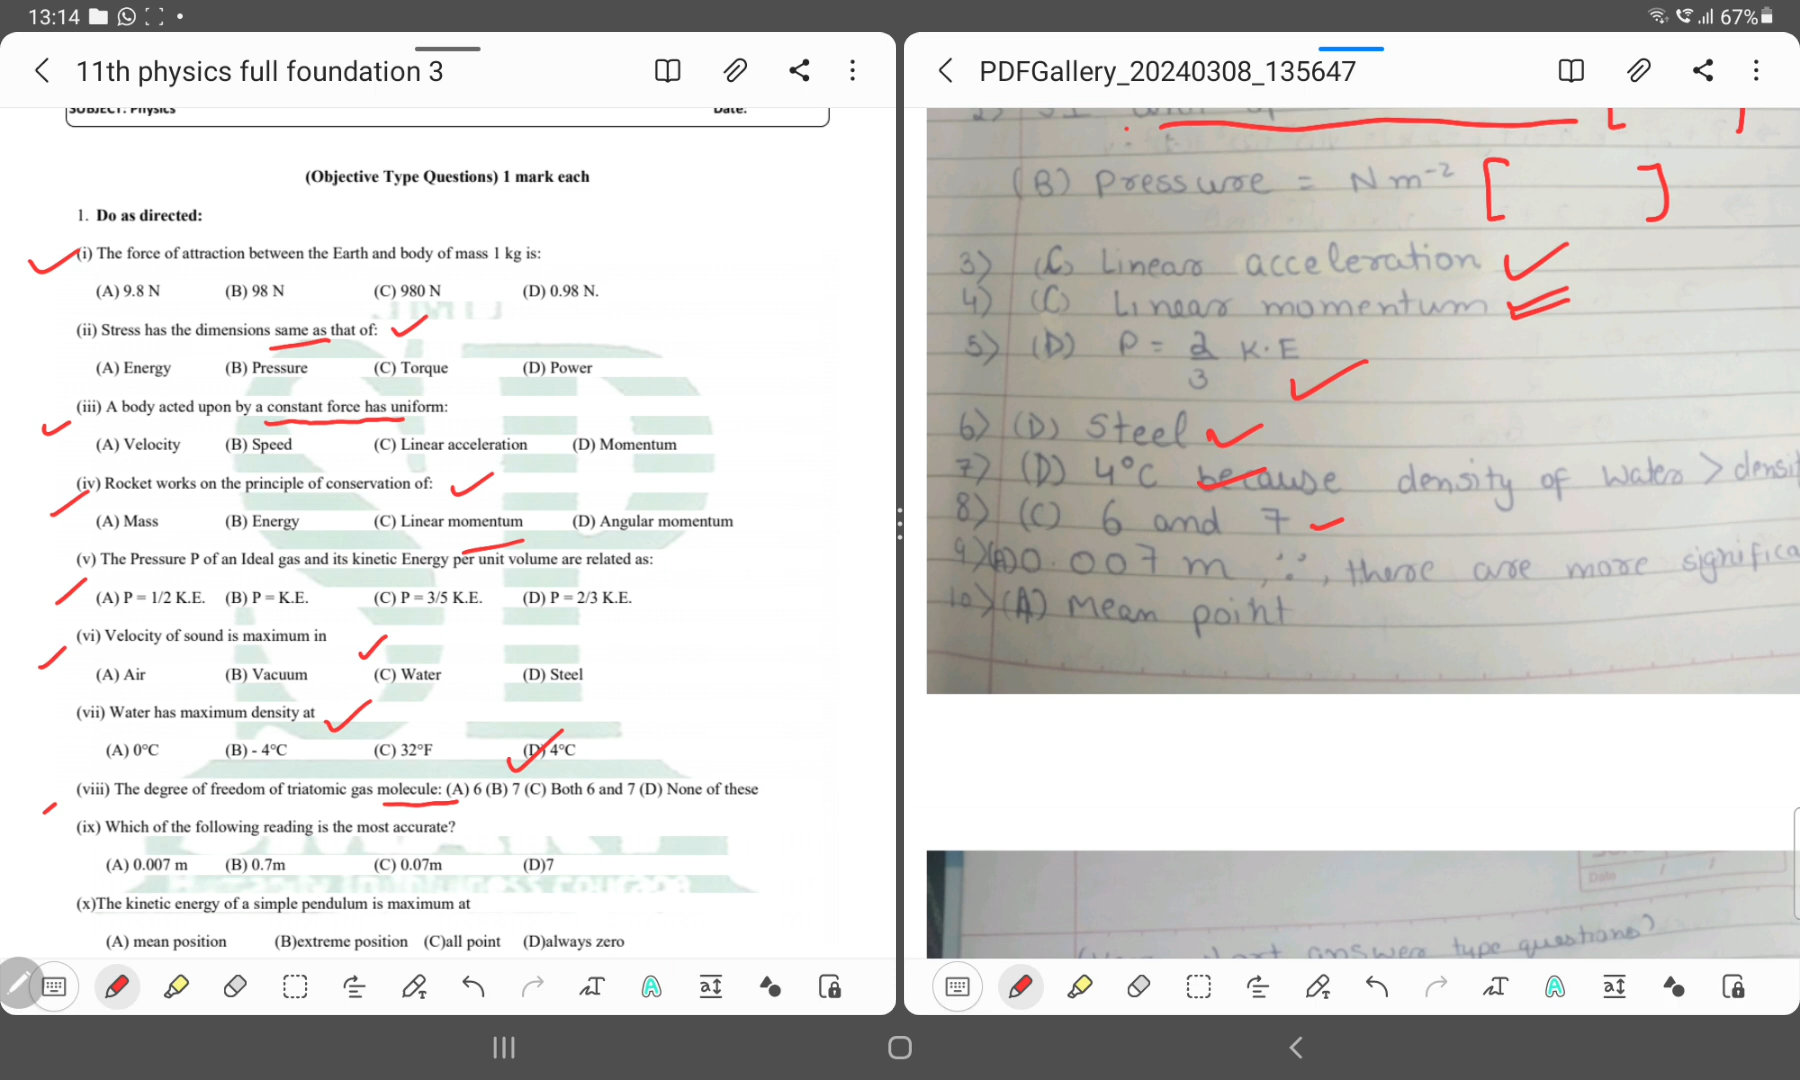 13:14
67%
11th physics full foundation 3
SUBJECT: Physics
Date:
(Objective Type Questions) 1 mark each
1. Do as directed:
(i) The force of attraction between the Earth and body of mass 1 kg is:
(A) 9.8 N (B) 98 N (C) 980 N (D) 0.98 N.
(ii) Stress has the dimensions same as that of:
(A) Energy (B) Pressure (C) Torque (D) Power
(iii) A body acted upon by a constant force has uniform:
(A) Velocity (B) Speed (C) Linear acceleration (D) Momentum
(iv) Rocket works on the principle of conservation of:
(A) Mass (B) Energy (C) Linear momentum (D) Angular momentum
(v) The Pressure P of an Ideal gas and its kinetic Energy per unit volume are related as:
(A) P = 1/2 K.E. (B) P = K.E. (C) P = 3/5 K.E. (D) P = 2/3 K.E.
(vi) Velocity of sound is maximum in
(A) Air (B) Vacuum (C) Water (D) Steel
(vii) Water has maximum density at
(A) 0°C (B) - 4°C (C) 32°F (D) 4°C
(viii) The degree of freedom of triatomic gas molecule: (A) 6 (B) 7 (C) Both 6 and 7 (D) None of these
(ix) Which of the following reading is the most accurate?
(A) 0.007 m (B) 0.7m (C) 0.07m (D)7
(x)The kinetic energy of a simple pendulum is maximum at
(A) mean position (B)extreme position (C)all point (D)always zero
PDFGallery_20240308_135647
(B) Pressure = Nm-2 [ ]
3) (C) Linear acceleration
4) (C) Linear momentum
5) (D) P = 2/3 K.E
6) (D) Steel
7) (D) 4°C because density of water > densit
8) (C) 6 and 7
9) (A) 0.007 m, ∵, there are more significa
10) (A) Mean point
Date / /
answer type questions)